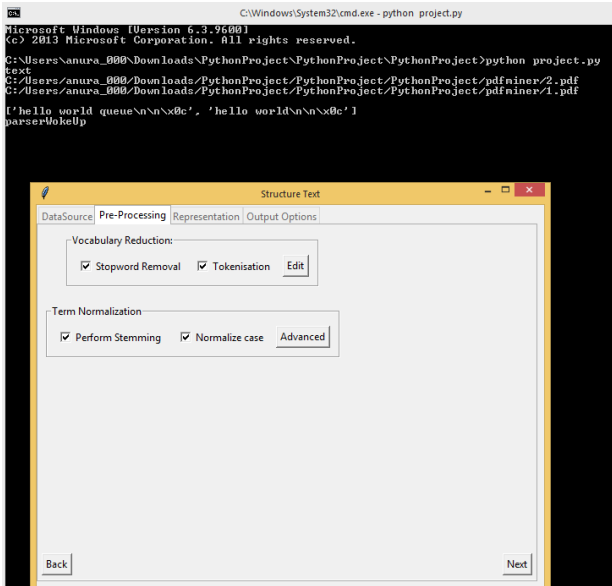 C:\Windows\System32\cmd.exe - python project.py
Microsoft Windows [Version 6.3.9600]
(c) 2013 Microsoft Corporation. All rights reserved.
C:\Users\anura_000\Downloads\PythonProject\PythonProject\PythonProject>python project.py
text
C:/Users/anura_000/Downloads/PythonProject/PythonProject/PythonProject/pdfminer/2.pdf
C:/Users/anura_000/Downloads/PythonProject/PythonProject/PythonProject/pdfminer/1.pdf
['hello world queue\n\n\x0c', 'hello world\n\n\x0c']
parserWokeUp
Structure Text
DataSource Pre-Processing Representation Output Options
Vocabulary Reduction:
Stopword Removal Tokenisation Edit
Term Normalization
Perform Stemming Normalize case Advanced
Back Next